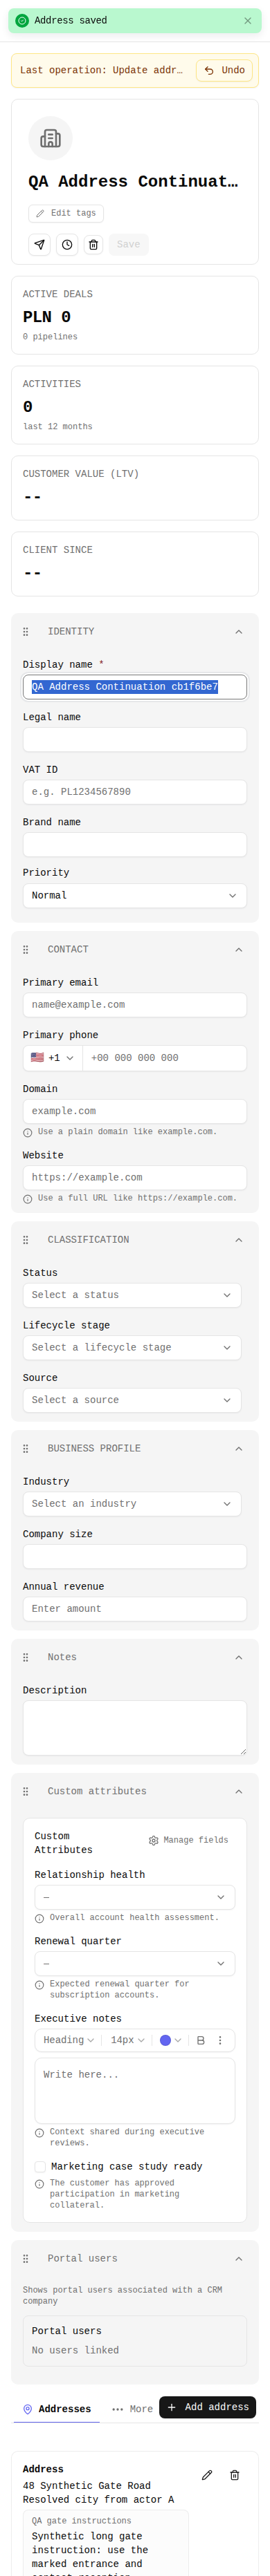 Address saved
Last operation: Update addr…
Undo
QA Address Continuat…
Edit tags
Save
ACTIVE DEALS
PLN 0
0 pipelines
ACTIVITIES
0
last 12 months
CUSTOMER VALUE (LTV)
--
CLIENT SINCE
--
IDENTITY
Display name *
QA Address Continuation cb1f6be7
Legal name
VAT ID
e.g. PL1234567890
Brand name
Priority
Normal
CONTACT
Primary email
name@example.com
Primary phone
+1
+00 000 000 000
Domain
example.com
Use a plain domain like example.com.
Website
https://example.com
Use a full URL like https://example.com.
CLASSIFICATION
Status
Select a status
Lifecycle stage
Select a lifecycle stage
Source
Select a source
BUSINESS PROFILE
Industry
Select an industry
Company size
Annual revenue
Enter amount
Notes
Description
Custom attributes
Custom
Attributes
Manage fields
Relationship health
—
Overall account health assessment.
Renewal quarter
—
Expected renewal quarter for
subscription accounts.
Executive notes
Heading
14px
B
Write here...
Context shared during executive
reviews.
Marketing case study ready
The customer has approved
participation in marketing
collateral.
Portal users
Shows portal users associated with a CRM
company
Portal users
No users linked
Addresses
More
Add address
Address
48 Synthetic Gate Road
Resolved city from actor A
QA gate instructions
Synthetic long gate
instruction: use the
marked entrance and